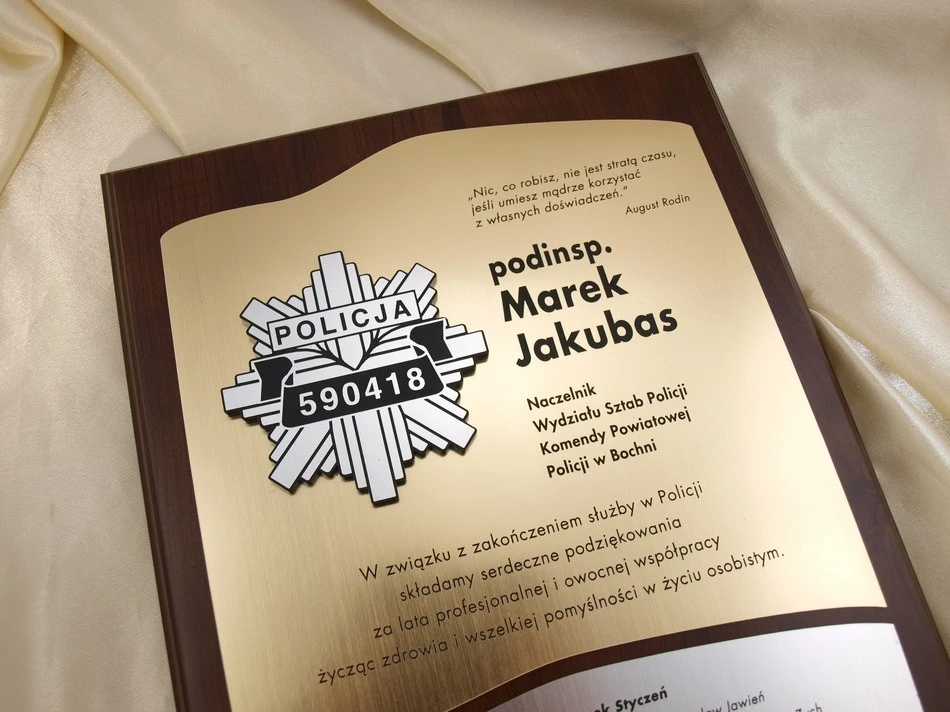 „Nic, co robisz, nie jest stratą czasu,
jeśli umiesz mądrze korzystać
z własnych doświadczeń.”
August Rodin
podinsp.
Marek
Jakubas
POLICJA
590418
Naczelnik
Wydziału Sztab Policji
Komendy Powiatowej
Policji w Bochni
W związku z zakończeniem służby w Policji
składamy serdeczne podziękowania
za lata profesjonalnej i owocnej współpracy
życząc zdrowia i wszelkiej pomyślności w życiu osobistym.
Styczeń
Jawień